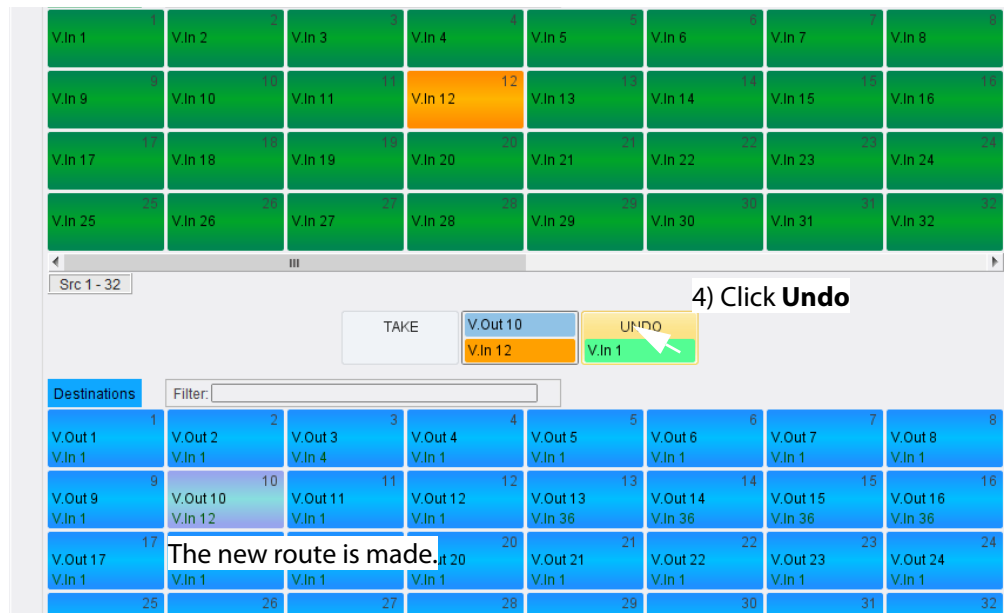 1 2 3 4 5 6 7 8
V.In 1 V.In 2 V.In 3 V.In 4 V.In 5 V.In 6 V.In 7 V.In 8
9 10 11 12 13 14 15 16
V.In 9 V.In 10 V.In 11 V.In 12 V.In 13 V.In 14 V.In 15 V.In 16
17 18 19 20 21 22 23 24
V.In 17 V.In 18 V.In 19 V.In 20 V.In 21 V.In 22 V.In 23 V.In 24
25 26 27 28 29 30 31 32
V.In 25 V.In 26 V.In 27 V.In 28 V.In 29 V.In 30 V.In 31 V.In 32
Src 1 - 32
4) Click Undo
TAKE V.Out 10 UNDO
V.In 12 V.In 1
Destinations Filter:
1 2 3 4 5 6 7 8
V.Out 1 V.Out 2 V.Out 3 V.Out 4 V.Out 5 V.Out 6 V.Out 7 V.Out 8
V.In 1 V.In 1 V.In 4 V.In 1 V.In 1 V.In 1 V.In 1 V.In 1
9 10 11 12 13 14 15 16
V.Out 9 V.Out 10 V.Out 11 V.Out 12 V.Out 13 V.Out 14 V.Out 15 V.Out 16
V.In 1 V.In 12 V.In 1 V.In 1 V.In 36 V.In 36 V.In 36 V.In 36
17 20 21 22 23 24
V.Out 17 The new route is made. 20 V.Out 21 V.Out 22 V.Out 23 V.Out 24
V.In 1 V.In 1 V.In 1 V.In 1 V.In 1 V.In 1 V.In 1 V.In 1
25 26 27 28 29 30 31 32